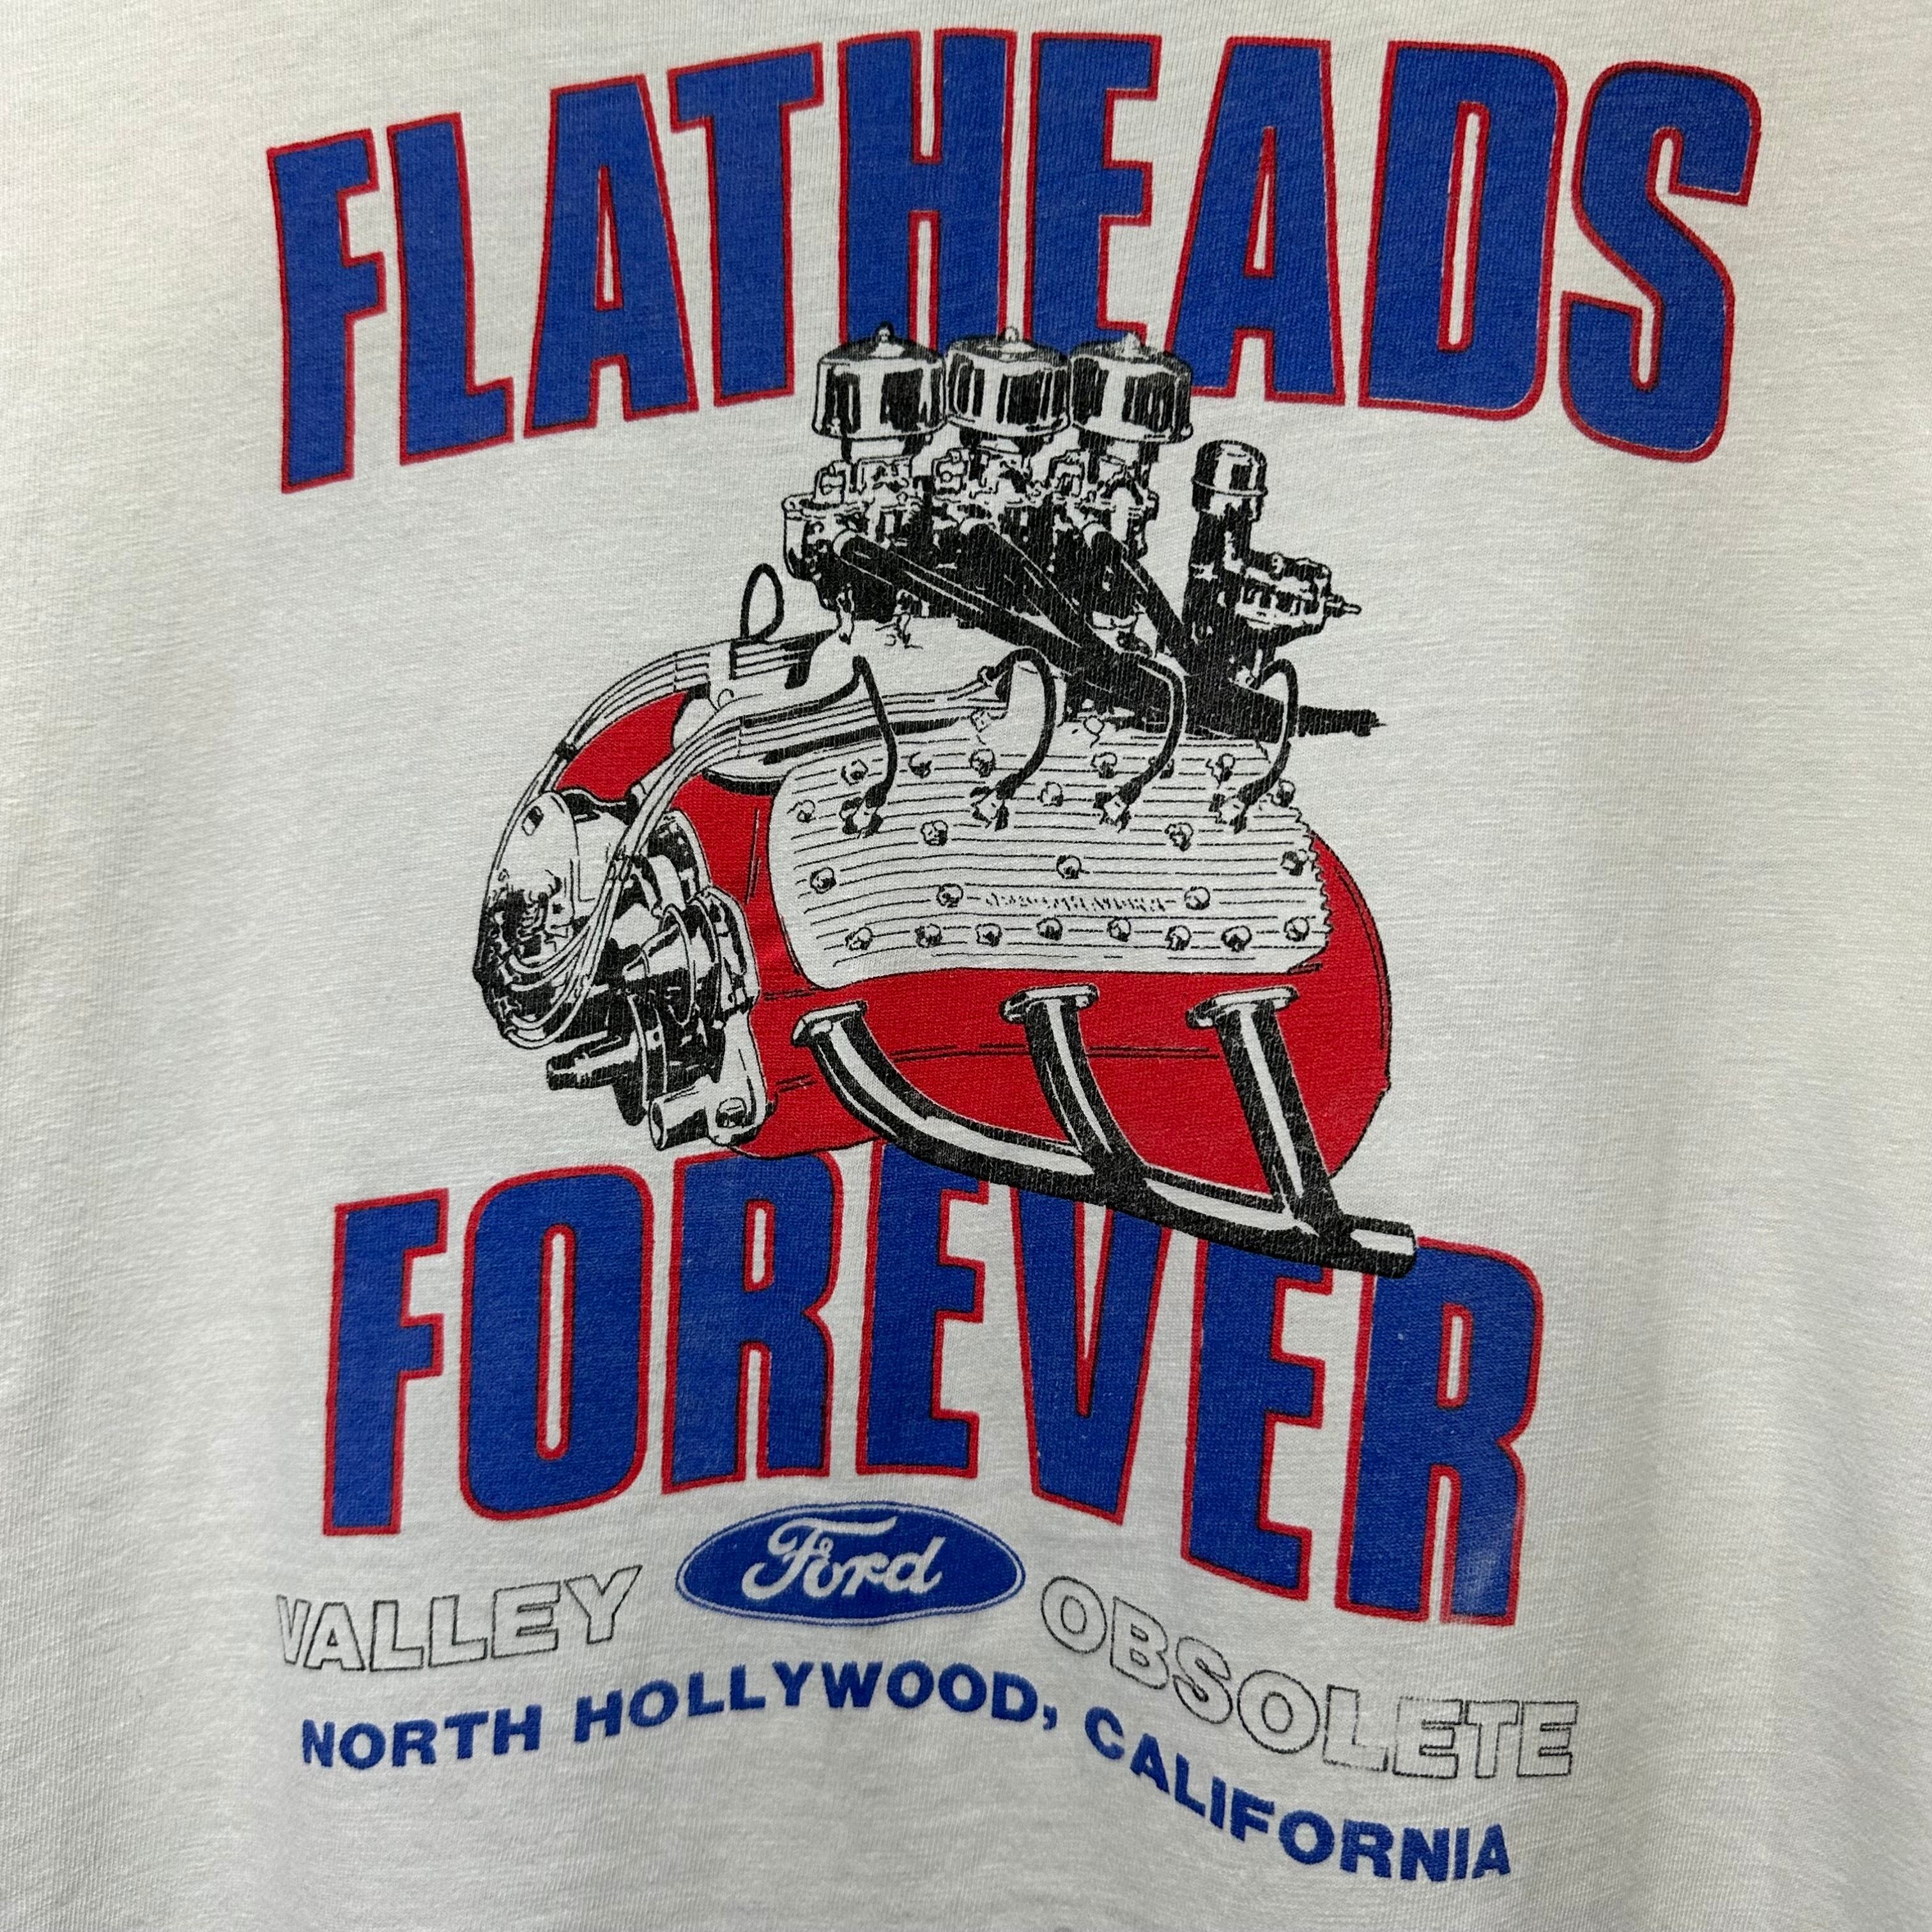 FLATHEADS
FOREVER
VALLEY Ford OBSOLETE
NORTH HOLLYWOOD, CALIFORNIA